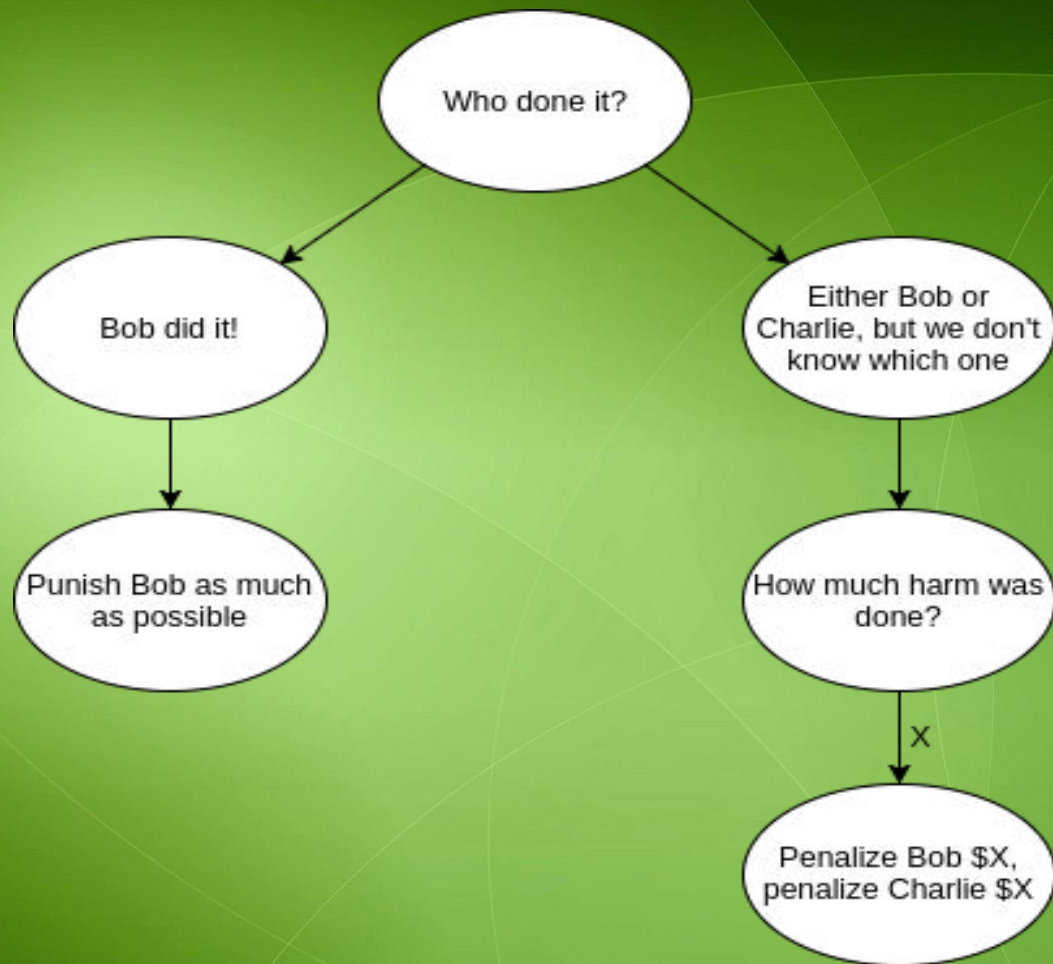 Who done it?
Bob did it!
Either Bob or
Charlie, but we don't
know which one
Punish Bob as much
as possible
How much harm was
done?
X
Penalize Bob $X,
penalize Charlie $X